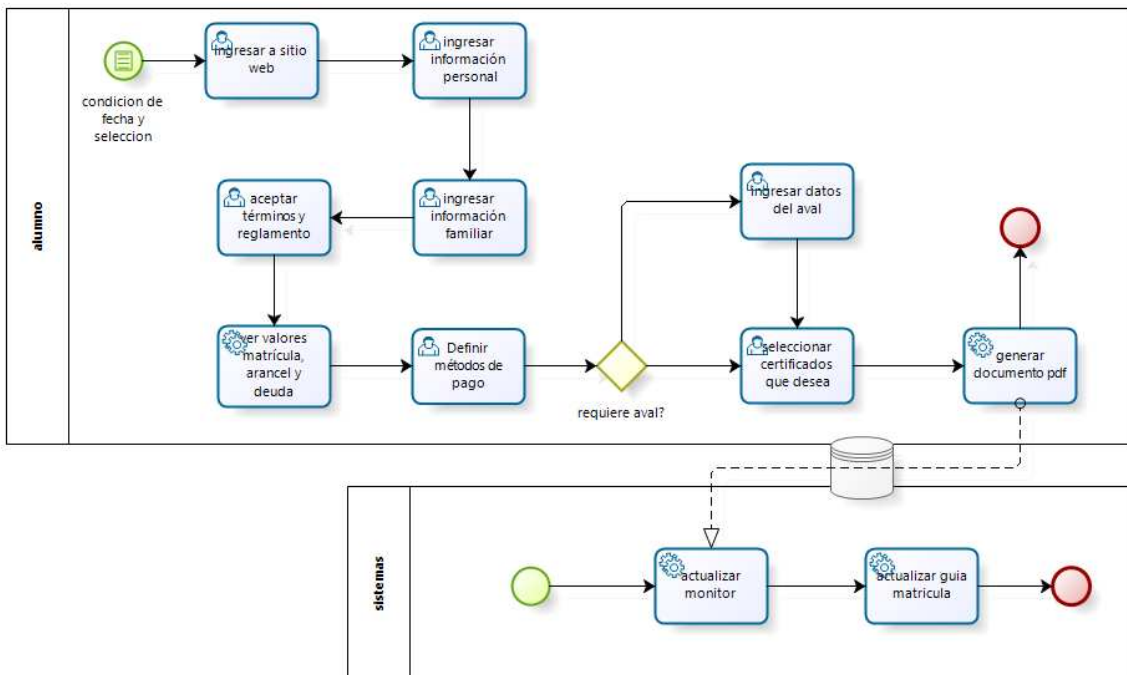 alumno
condicion de
fecha y
seleccion
ingresar a sitio
web
ingresar
información
personal
aceptar
términos y
reglamento
ingresar
información
familiar
ingresar datos
del aval
ver valores
matrícula,
arancel y
deuda
Definir
métodos de
pago
requiere aval?
seleccionar
certificados
que desea
generar
documento pdf
sistemas
actualizar
monitor
actualizar guia
matricula